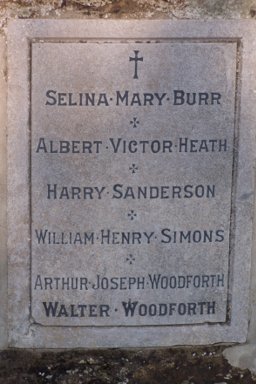 SELINA·MARY·BURR
ALBERT·VICTOR·HEATH
HARRY·SANDERSON
WILLIAM·HENRY·SIMONS
ARTHUR·JOSEPH·WOODFORTH
WALTER·WOODFORTH